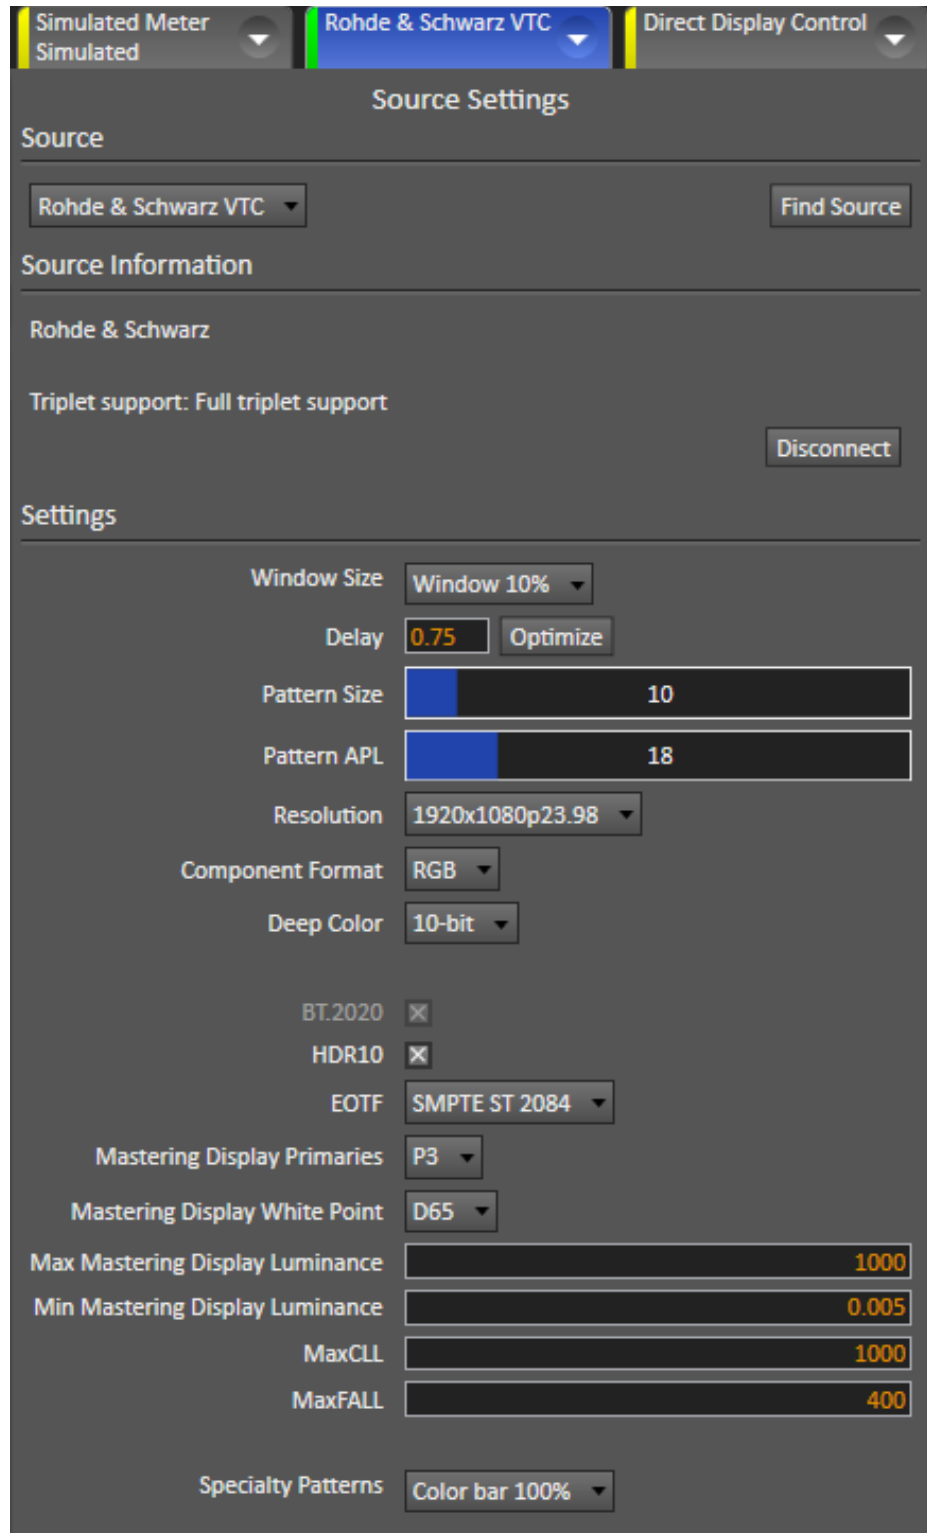 Simulated Meter
Simulated
Rohde & Schwarz VTC
Direct Display Control
Source Settings
Source
Rohde & Schwarz VTC
Find Source
Source Information
Rohde & Schwarz
Triplet support: Full triplet support
Disconnect
Settings
Window Size Window 10%
Delay 0.75 Optimize
Pattern Size 10
Pattern APL 18
Resolution 1920x1080p23.98
Component Format RGB
Deep Color 10-bit
BT.2020
HDR10
EOTF SMPTE ST 2084
Mastering Display Primaries P3
Mastering Display White Point D65
Max Mastering Display Luminance 1000
Min Mastering Display Luminance 0.005
MaxCLL 1000
MaxFALL 400
Specialty Patterns Color bar 100%